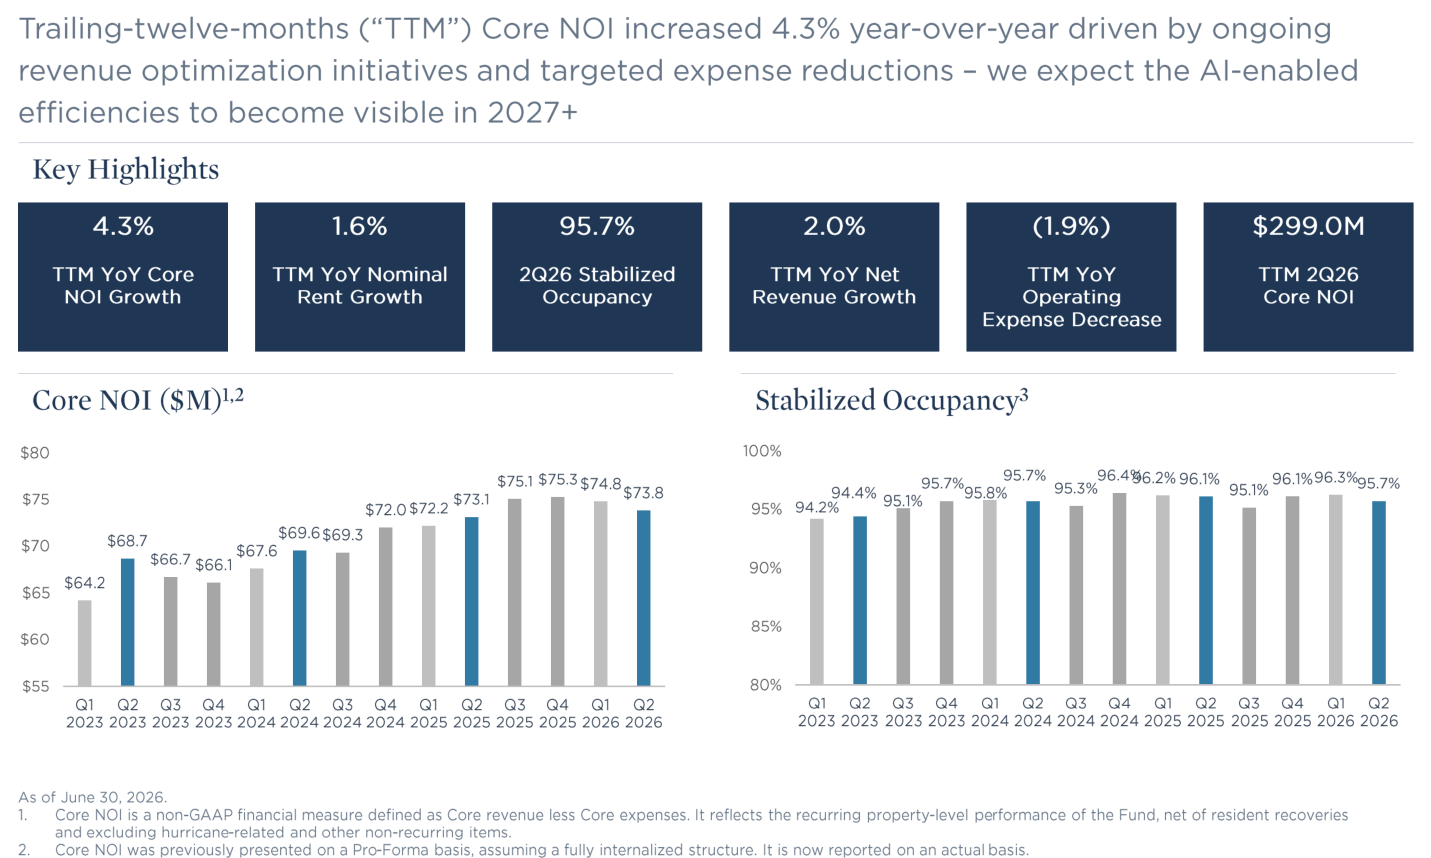 Trailing-twelve-months (“TTM”) Core NOI increased 4.3% year-over-year driven by ongoing
revenue optimization initiatives and targeted expense reductions – we expect the AI-enabled
efficiencies to become visible in 2027+
Key Highlights
4.3%
TTM YoY Core
NOI Growth
1.6%
TTM YoY Nominal
Rent Growth
95.7%
2Q26 Stabilized
Occupancy
2.0%
TTM YoY Net
Revenue Growth
(1.9%)
TTM YoY
Operating
Expense Decrease
$299.0M
TTM 2Q26
Core NOI
Core NOI ($M)1,2
$80
$75
$70
$65
$60
$55
$64.2
$68.7
$66.7
$66.1
$67.6
$69.6
$69.3
$72.0
$72.2
$73.1
$75.1
$75.3
$74.8
$73.8
Q1 Q2 Q3 Q4 Q1 Q2 Q3 Q4 Q1 Q2 Q3 Q4 Q1 Q2
2023 2023 2023 2023 2024 2024 2024 2024 2025 2025 2025 2025 2026 2026
Stabilized Occupancy3
100%
95%
90%
85%
80%
94.2%
94.4%
95.1%
95.7%
95.8%
95.7%
95.3%
96.4%
96.2%
96.1%
95.1%
96.1%
96.3%
95.7%
Q1 Q2 Q3 Q4 Q1 Q2 Q3 Q4 Q1 Q2 Q3 Q4 Q1 Q2
2023 2023 2023 2023 2024 2024 2024 2024 2025 2025 2025 2025 2026 2026
As of June 30, 2026.
1. Core NOI is a non-GAAP financial measure defined as Core revenue less Core expenses. It reflects the recurring property-level performance of the Fund, net of resident recoveries
and excluding hurricane-related and other non-recurring items.
2. Core NOI was previously presented on a Pro-Forma basis, assuming a fully internalized structure. It is now reported on an actual basis.